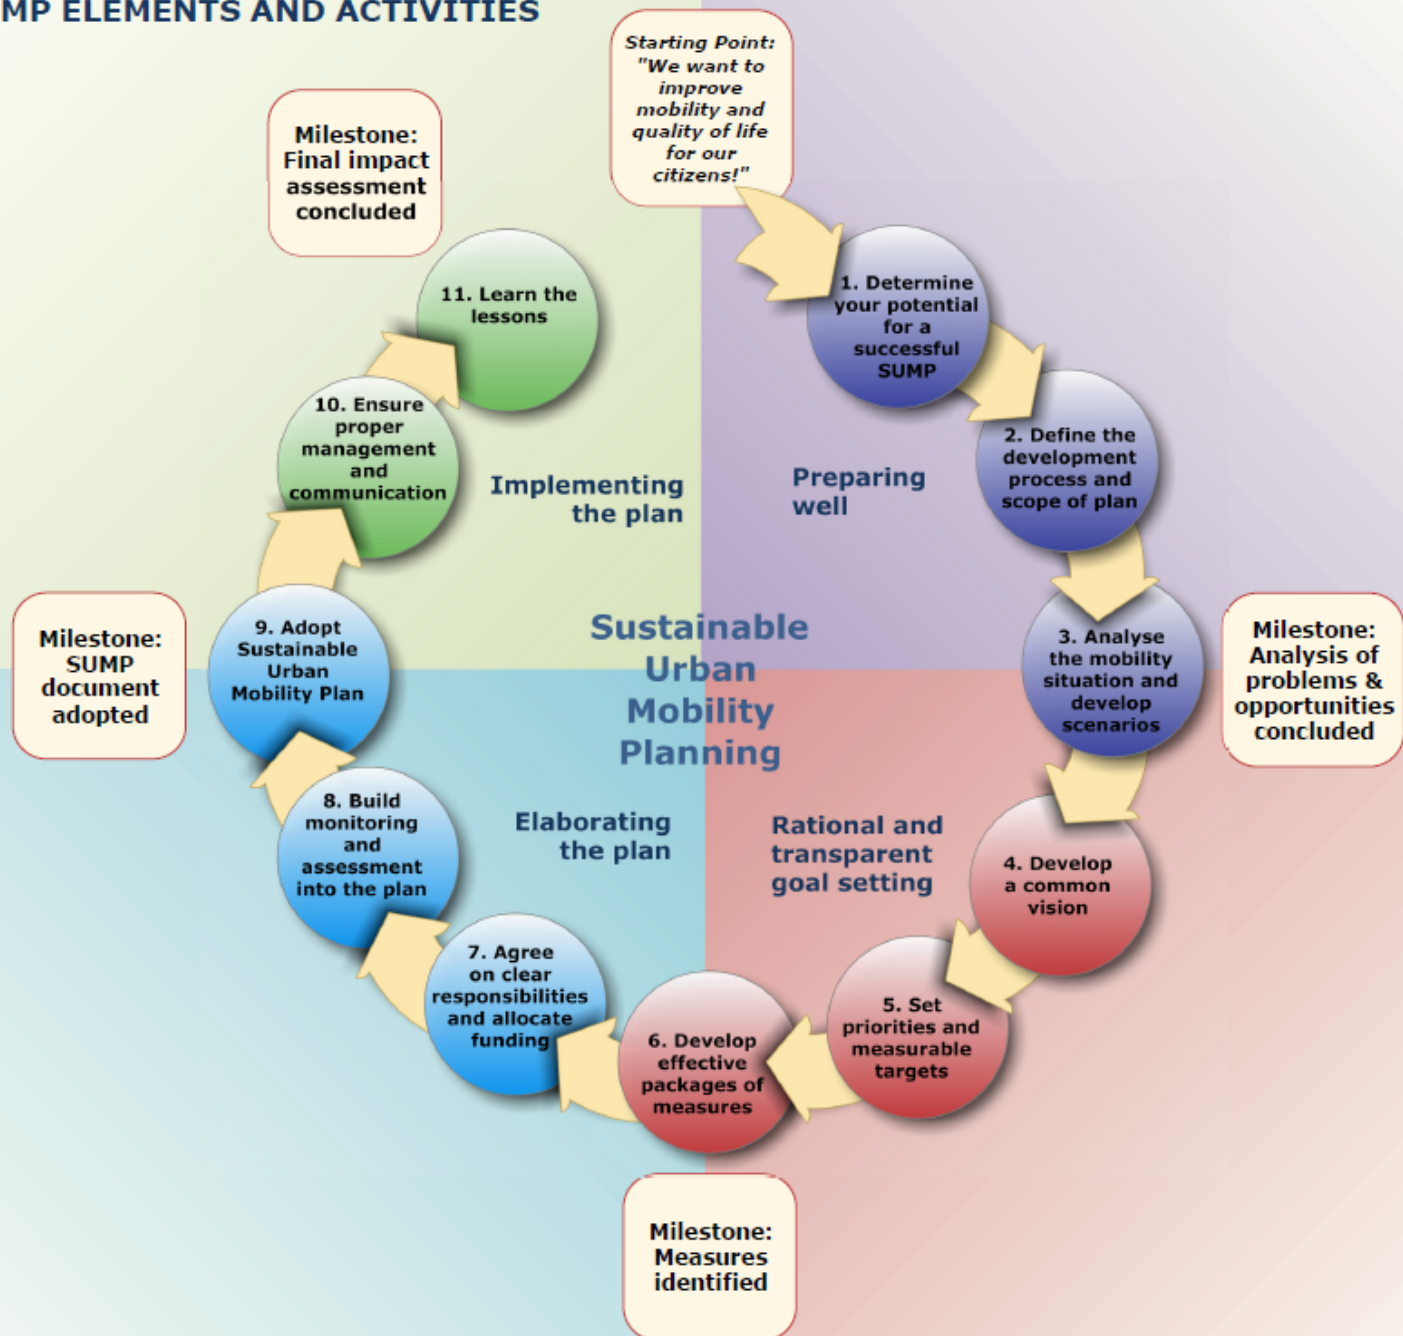 MP ELEMENTS AND ACTIVITIES
Starting Point:
"We want to
improve
mobility and
quality of life
for our
citizens!"
Milestone:
Final impact
assessment
concluded
1. Determine
your potential
for a
successful
SUMP
2. Define the
development
process and
scope of plan
3. Analyse
the mobility
situation and
develop
scenarios
Milestone:
Analysis of
problems &
opportunities
concluded
4. Develop
a common
vision
5. Set
priorities and
measurable
targets
6. Develop
effective
packages of
measures
Milestone:
Measures
identified
7. Agree
on clear
responsibilities
and allocate
funding
8. Build
monitoring
and
assessment
into the plan
9. Adopt
Sustainable
Urban
Mobility Plan
Milestone:
SUMP
document
adopted
10. Ensure
proper
management
and
communication
11. Learn the
lessons
Implementing
the plan
Preparing
well
Sustainable
Urban
Mobility
Planning
Elaborating
the plan
Rational and
transparent
goal setting